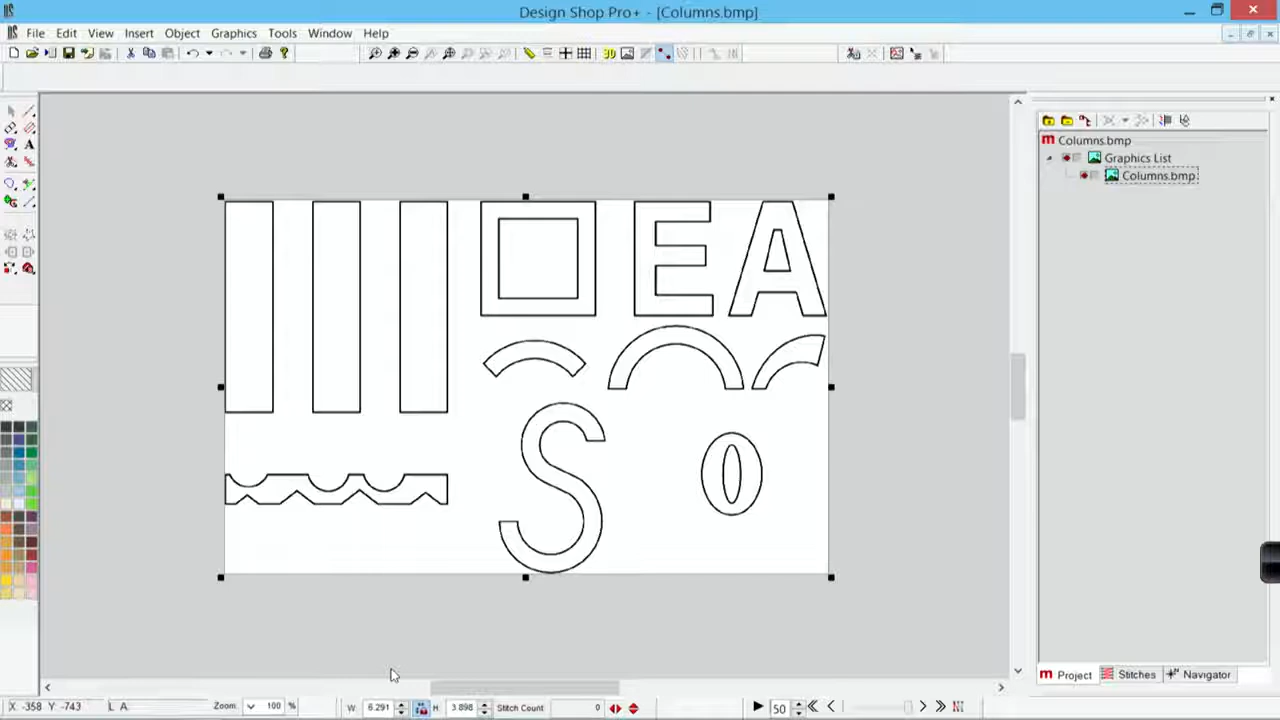 Design Shop Pro+ - [Columns.bmp]
File Edit View Insert Object Graphics Tools Window Help
3D
A
Columns.bmp
Graphics List
Columns.bmp
E A
S
O
Project Stitches Navigator
X -358 Y -743 L A Zoom: 100 % W 6.291 H 3.898 Stitch Count 0 50